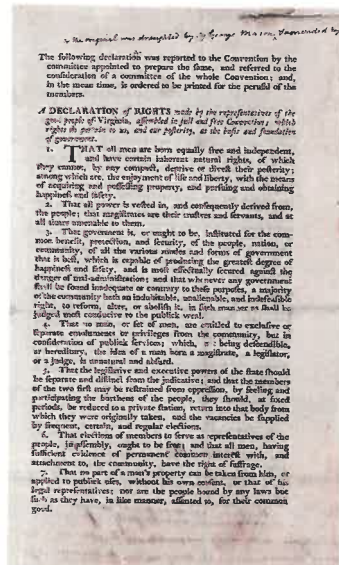 the original was draughted by Mr George Mason,
The following declaration was reported to the Convention by the
committee appointed to prepare the same, and referred to the
consideration of a committee of the whole Convention; and,
in the mean time, is ordered to be printed for the perusal of the
members.
A DECLARATION of RIGHTS made by the representatives of the
good people of Virginia, assembled in full and free Convention; which
rights do pertain to us, and our posterity, as the basis and foundation
of government.
1. THAT all men are born equally free and independent,
and have certain inherent natural rights, of which
they cannot, by any compact, deprive or divest their posterity;
among which are, the enjoyment of life and liberty, with the means
of acquiring and possessing property, and pursuing and obtaining
happiness and safety.
2. That all power is vested in, and consequently derived from,
the people; that magistrates are their trustees and servants, and at
all times amenable to them.
3. That government is, or ought to be, instituted for the com-
mon benefit, protection, and security, of the people, nation, or
community, of all the various modes and forms of government
that is best, which is capable of producing the greatest degree of
happiness and safety, and is most effectually secured against the
danger of mal-administration; and that whenever any government
shall be found inadequate or contrary to these purposes, a majority
of the community hath an indubitable, unalienable, and indefeasible
right, to reform, alter, or abolish it, in such manner as shall be
judged most conducive to the publick weal.
4. That no man, or set of men, are entitled to exclusive or
separate emoluments or privileges from the community, but in
consideration of publick services; which, not being descendible,
or hereditary, the idea of a man born a magistrate, a legislator,
or a judge, is unnatural and absurd.
5. That the legislative and executive powers of the state should
be separate and distinct from the judicative; and that the members
of the two first may be restrained from oppression, by feeling and
participating the burthens of the people, they should, at fixed
periods, be reduced to a private station, return into that body from
which they were originally taken, and the vacancies be supplied
by frequent, certain, and regular elections.
6. That elections of members to serve as representatives of the
people, in assembly, ought to be free; and that all men, having
sufficient evidence of permanent common interest with, and
attachment to, the community, have the right of suffrage.
7. That no part of a man's property can be taken from him, or
applied to publick uses, without his own consent, or that of his
legal representatives; nor are the people bound by any laws but
such as they have, in like manner, assented to, for their common
good.